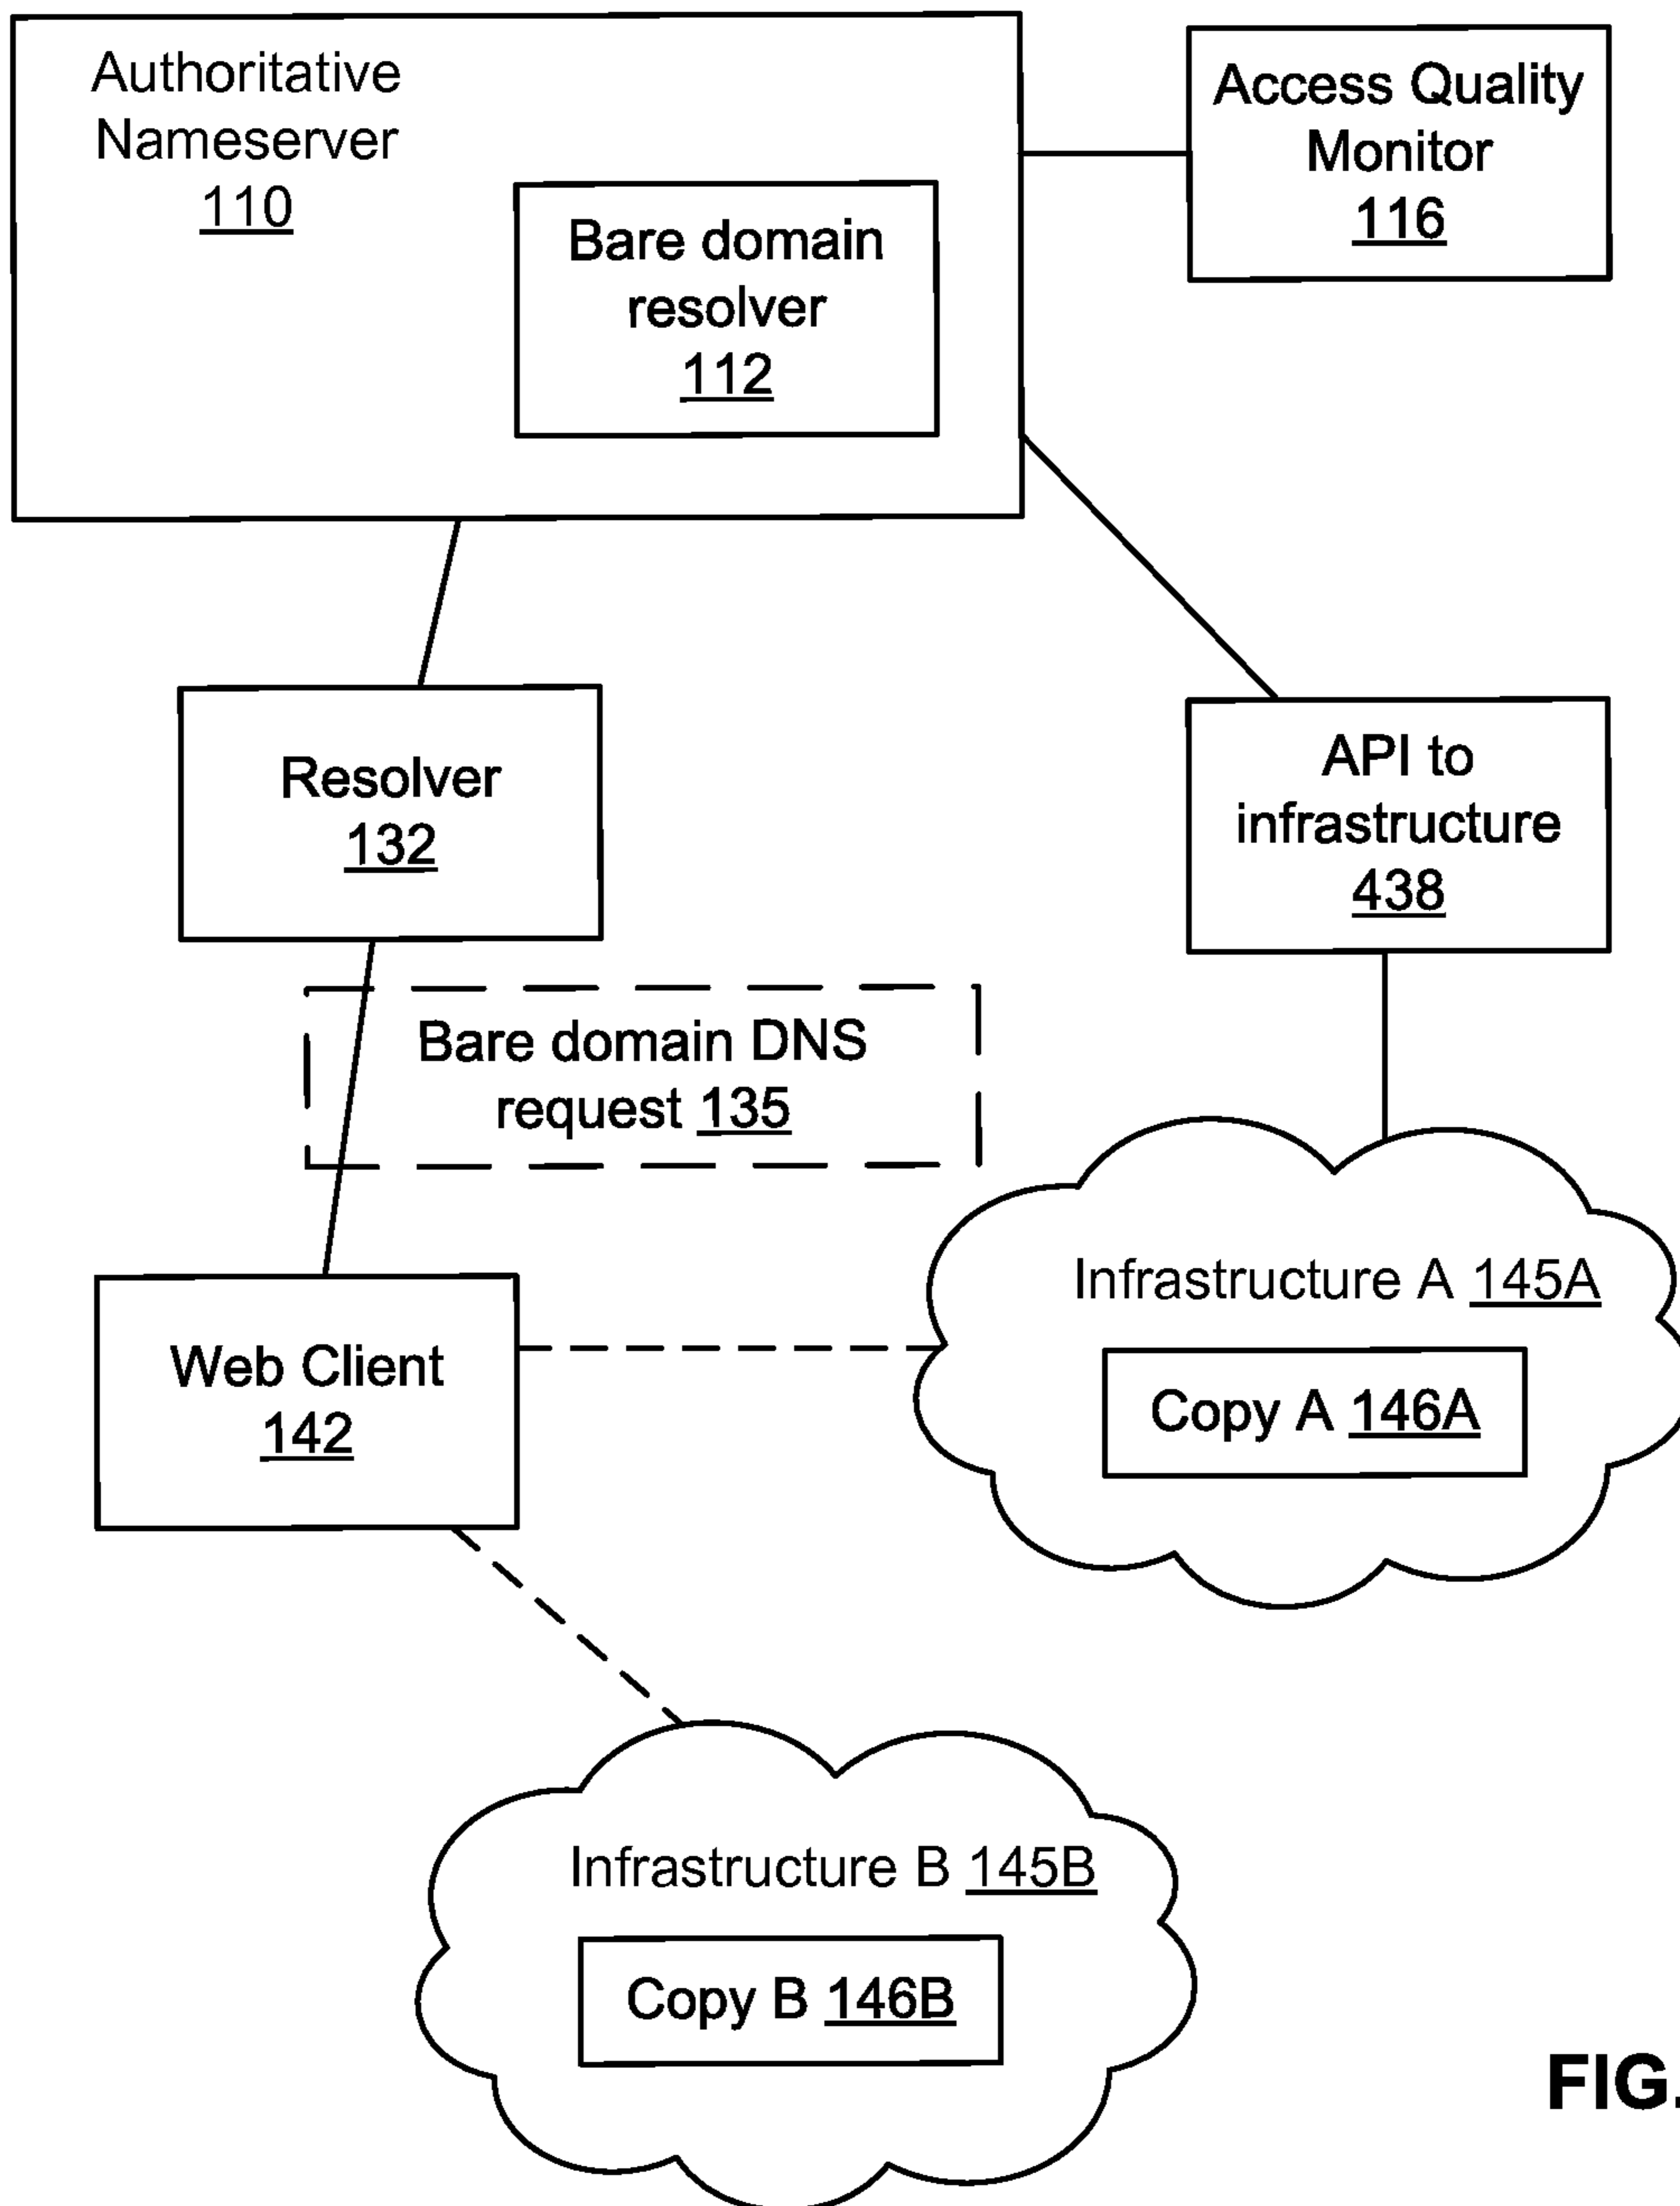 Authoritative
Nameserver
110
Bare domain
resolver
112
Access Quality
Monitor
116
Resolver
132
API to
infrastructure
438
Bare domain DNS
request 135
Web Client
142
Infrastructure A 145A
Copy A 146A
Infrastructure B 145B
Copy B 146B
FIG.